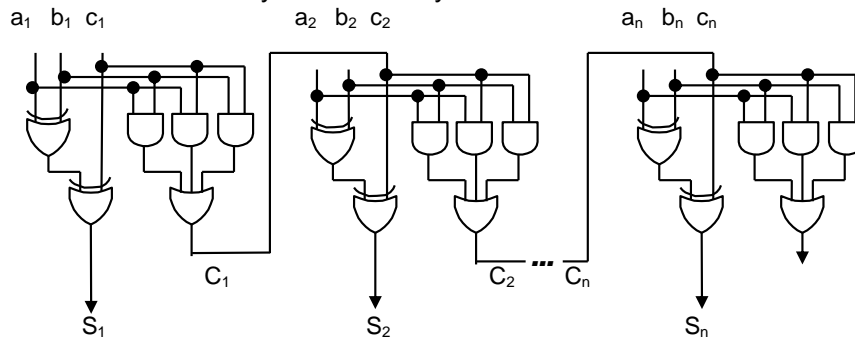 a₁ b₁ c₁ a₂ b₂ c₂ aₙ bₙ cₙ
C₁ C₂ ... Cₙ
S₁ S₂ Sₙ